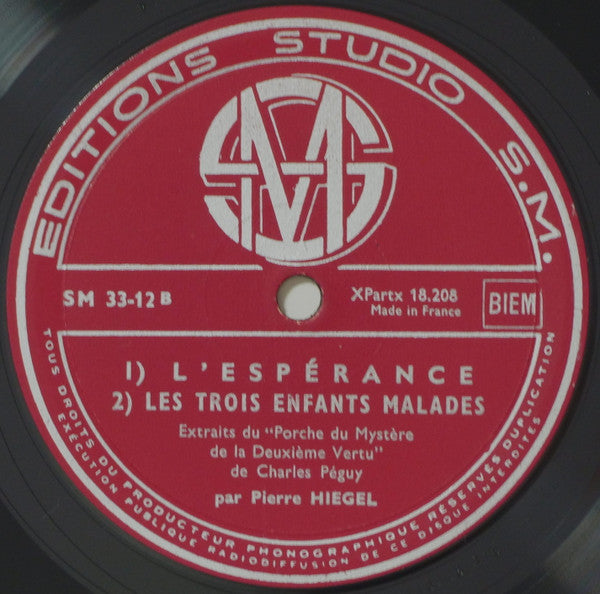 EDITIONS STUDIO S.M.
SM
SM 33-12 B
XPartx 18.208
Made in France
BIEM
1) L'ESPÉRANCE
2) LES TROIS ENFANTS MALADES
Extraits du "Porche du Mystère
de la Deuxième Vertu"
de Charles Péguy
par Pierre HIEGEL
TOUS DROITS DU PRODUCTEUR PHONOGRAPHIQUE RÉSERVÉS DUPLICATION
EXÉCUTION PUBLIQUE RADIODIFFUSION DE CE DISQUE INTERDITES